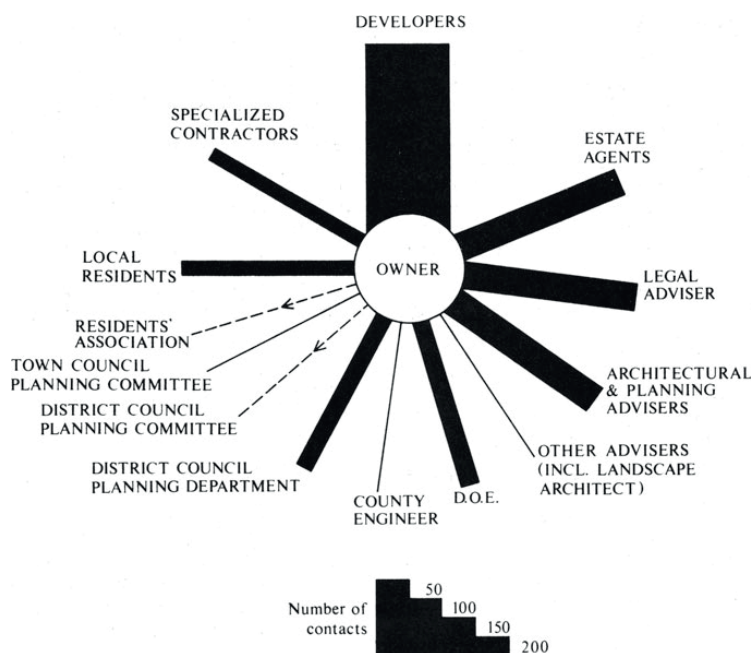 DEVELOPERS
SPECIALIZED
CONTRACTORS
ESTATE
AGENTS
LOCAL
RESIDENTS
OWNER
LEGAL
ADVISER
RESIDENTS'
ASSOCIATION
TOWN COUNCIL
PLANNING COMMITTEE
DISTRICT COUNCIL
PLANNING COMMITTEE
ARCHITECTURAL
& PLANNING
ADVISERS
DISTRICT COUNCIL
PLANNING DEPARTMENT
COUNTY
ENGINEER
D.O.E.
OTHER ADVISERS
(INCL. LANDSCAPE
ARCHITECT)
Number of
contacts
50
100
150
200